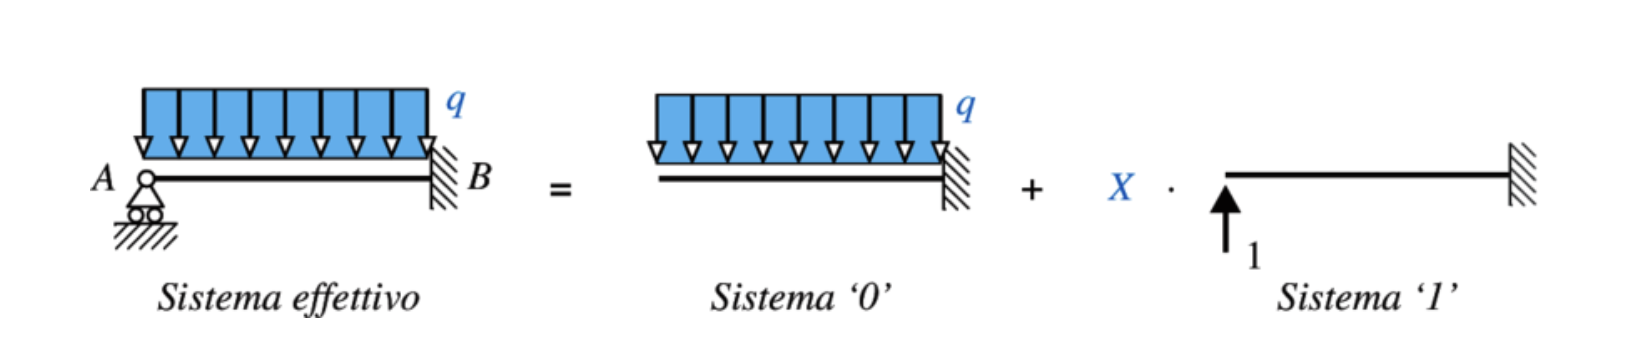 q
A
B
=
q
+
X ·
1
Sistema effettivo
Sistema ‘0’
Sistema ‘1’